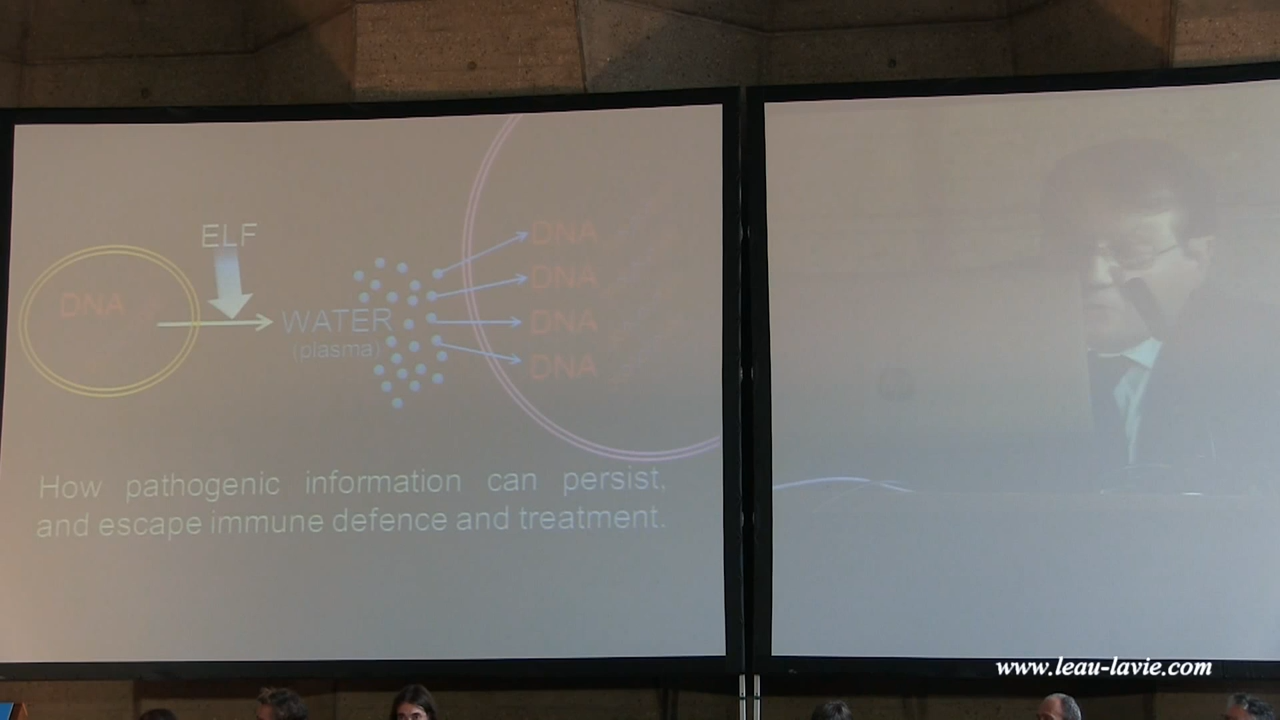 ELF
DNA
WATER
(plasma)
DNA
DNA
DNA
DNA
How pathogenic information can persist,
and escape immune defence and treatment.
www.leau-lavie.com